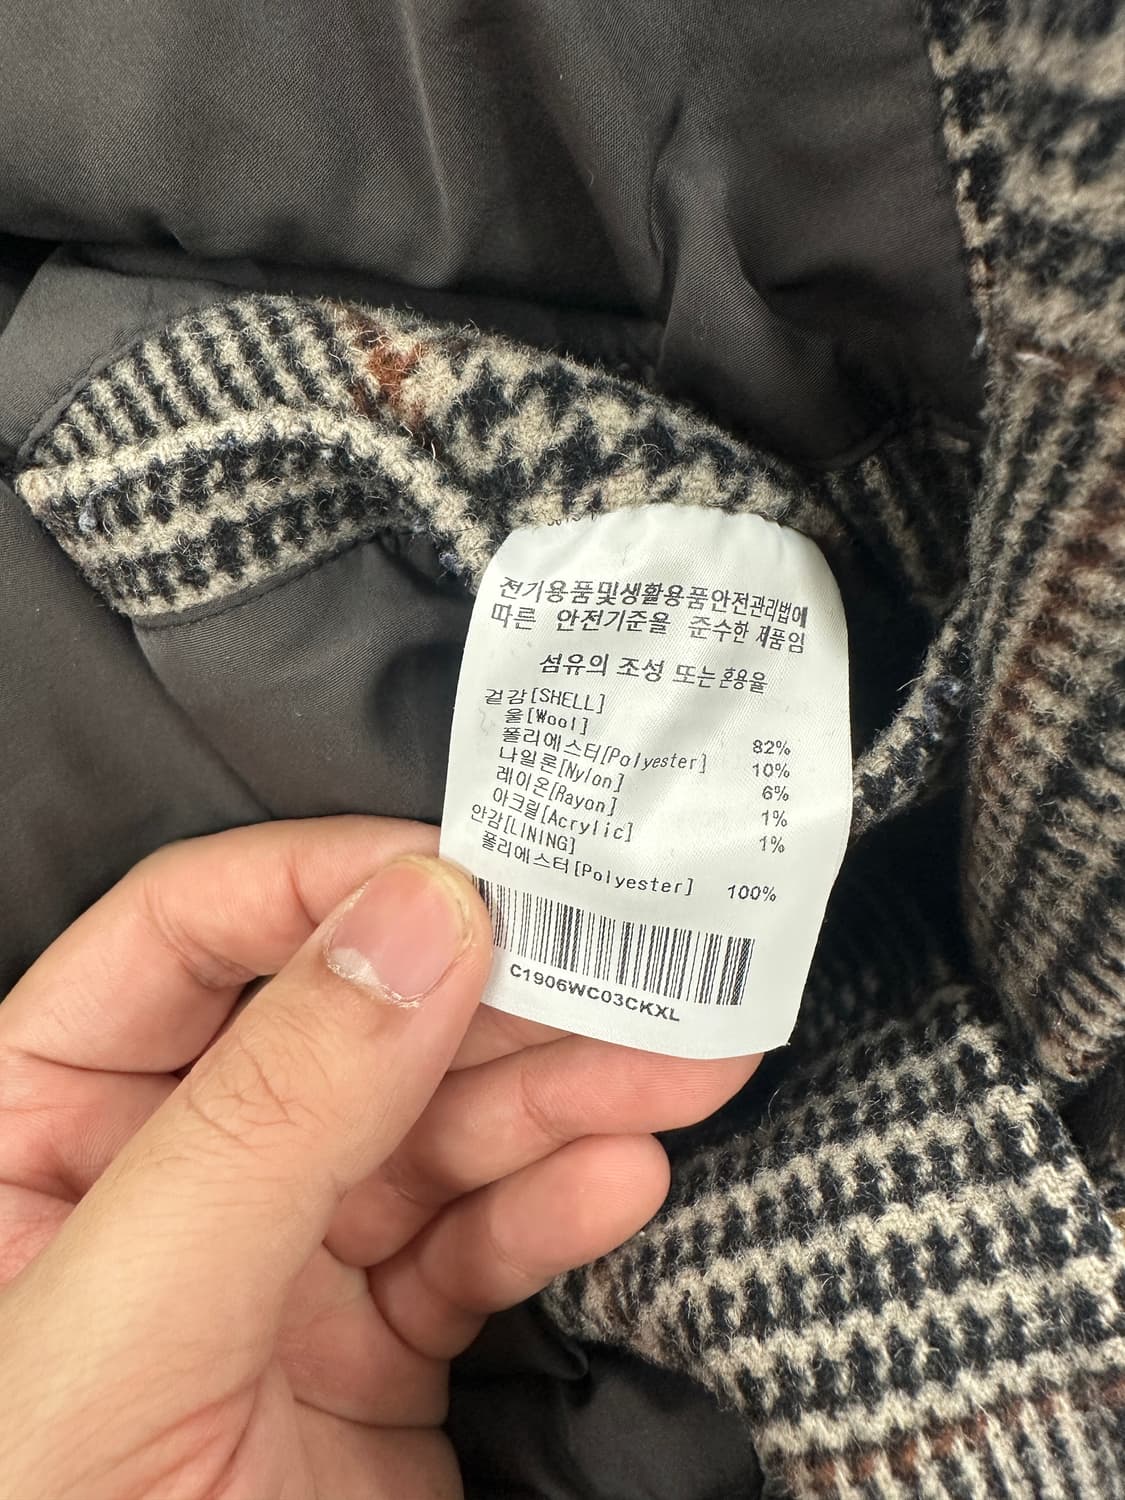 전기용품및생활용품안전관리법에
따른 안전기준을 준수한 제품임
섬유의 조성 또는 혼용율
겉감[SHELL]
울[Wool] 82%
폴리에스터[Polyester] 10%
나일론[Nylon] 6%
레이온[Rayon] 1%
아크릴[Acrylic] 1%
안감[LINING]
폴리에스터[Polyester] 100%
C1906WC03CKXL